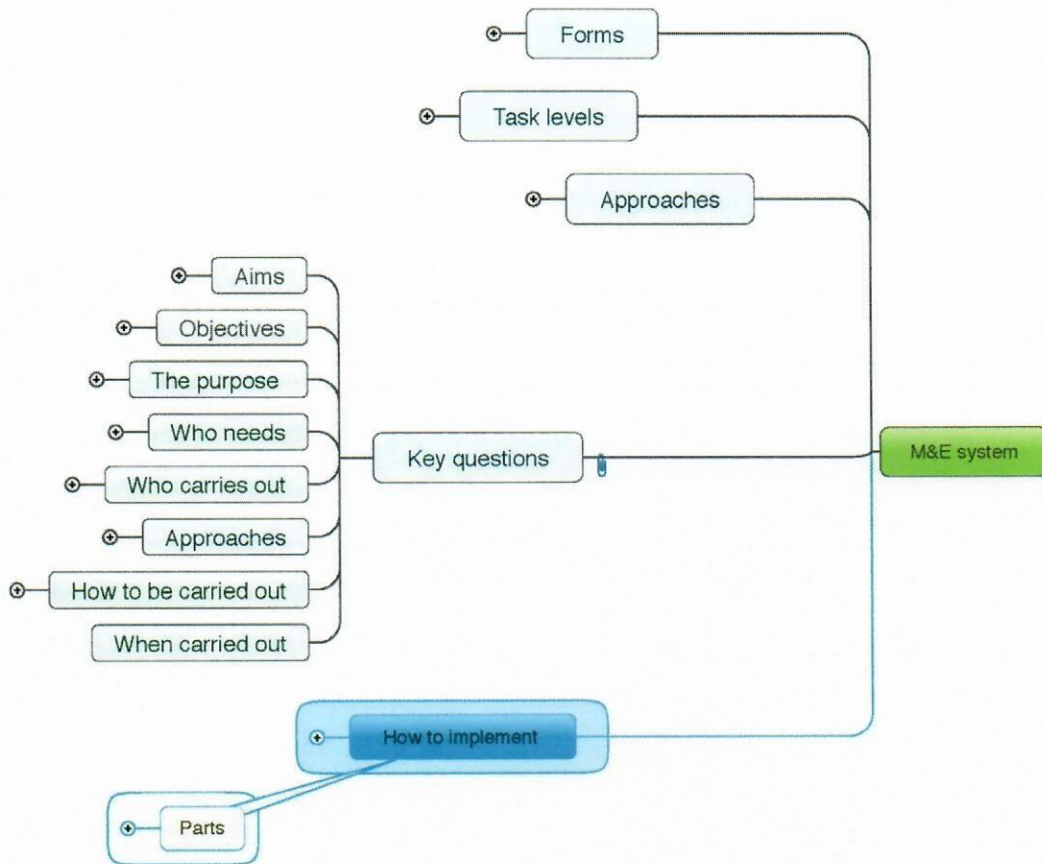 Forms
Task levels
Approaches
Aims
Objectives
The purpose
Who needs
Who carries out
Approaches
How to be carried out
When carried out
Key questions
M&E system
How to implement
Parts